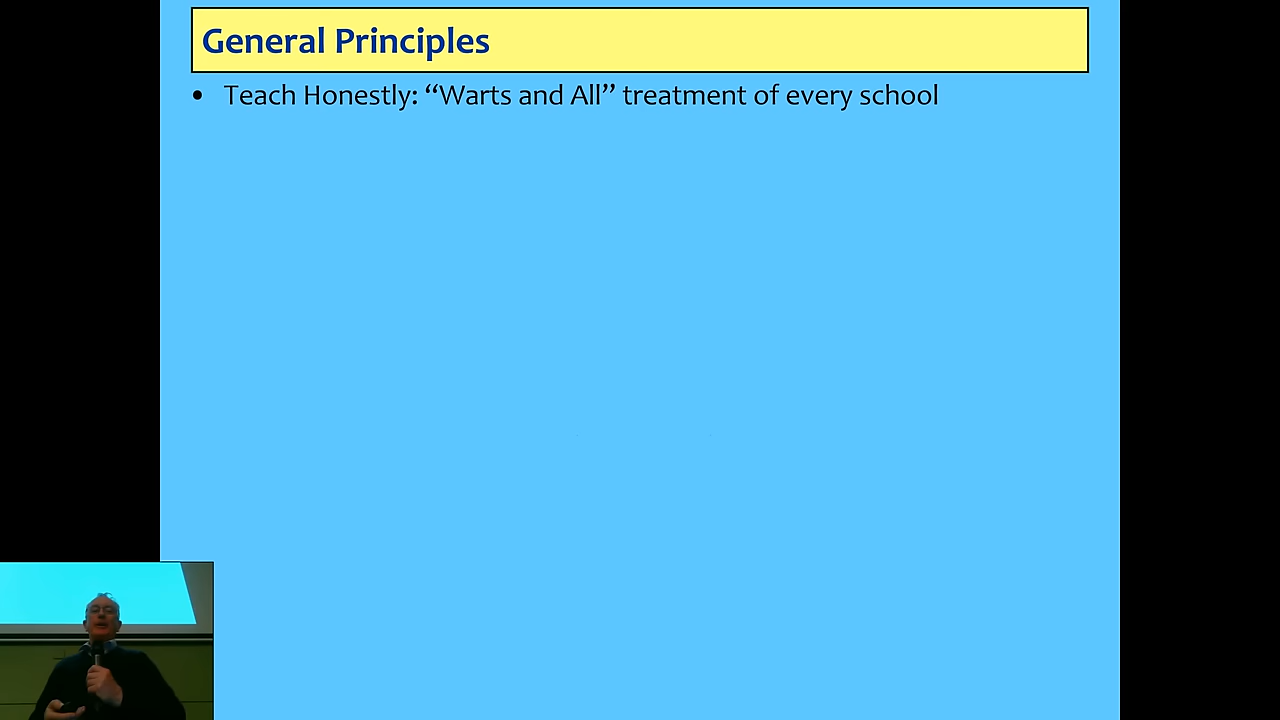 General Principles
• Teach Honestly: “Warts and All” treatment of every school